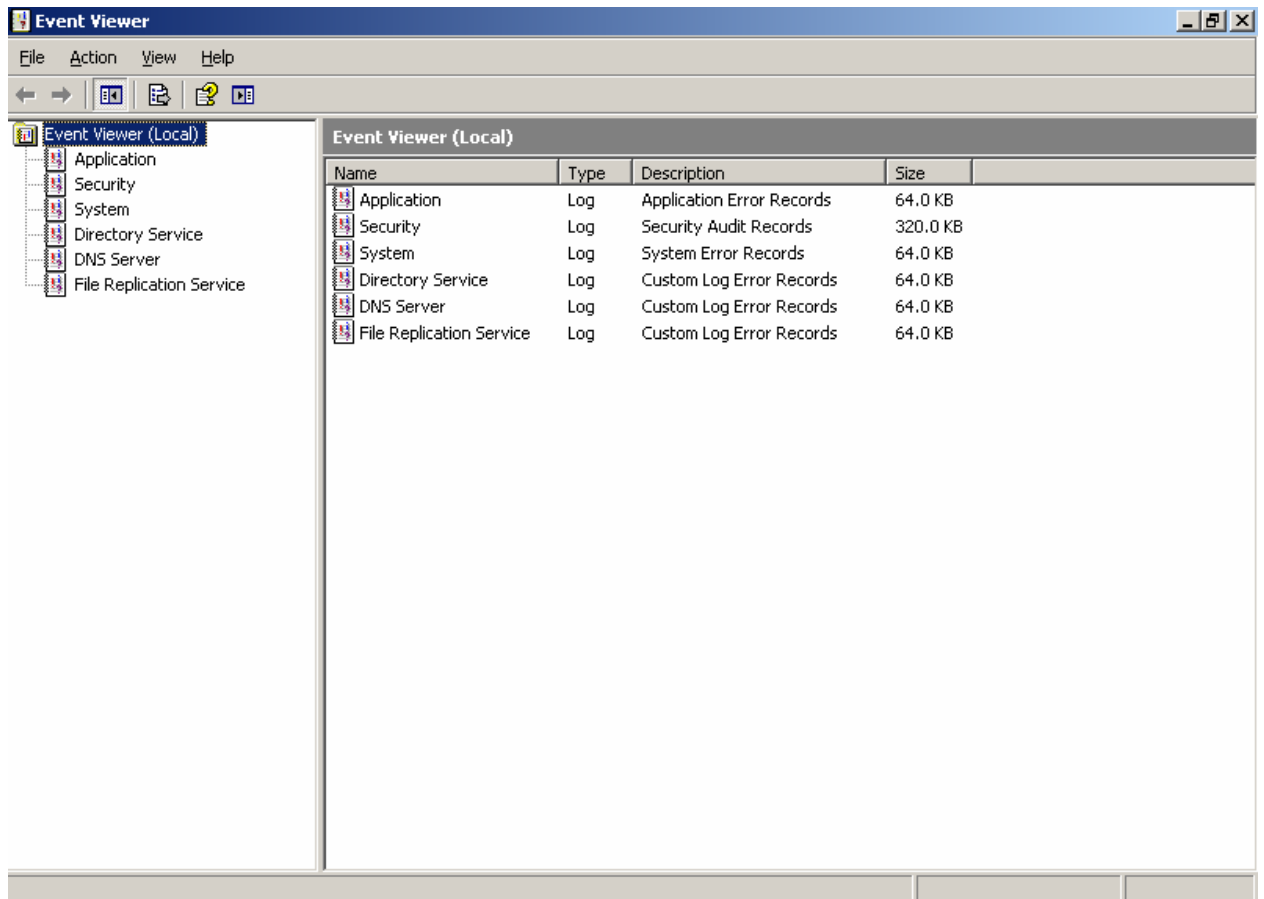 Event Viewer
File Action View Help
Event Viewer (Local)
Application
Security
System
Directory Service
DNS Server
File Replication Service
Event Viewer (Local)
Name Type Description Size
Application Log Application Error Records 64.0 KB
Security Log Security Audit Records 320.0 KB
System Log System Error Records 64.0 KB
Directory Service Log Custom Log Error Records 64.0 KB
DNS Server Log Custom Log Error Records 64.0 KB
File Replication Service Log Custom Log Error Records 64.0 KB